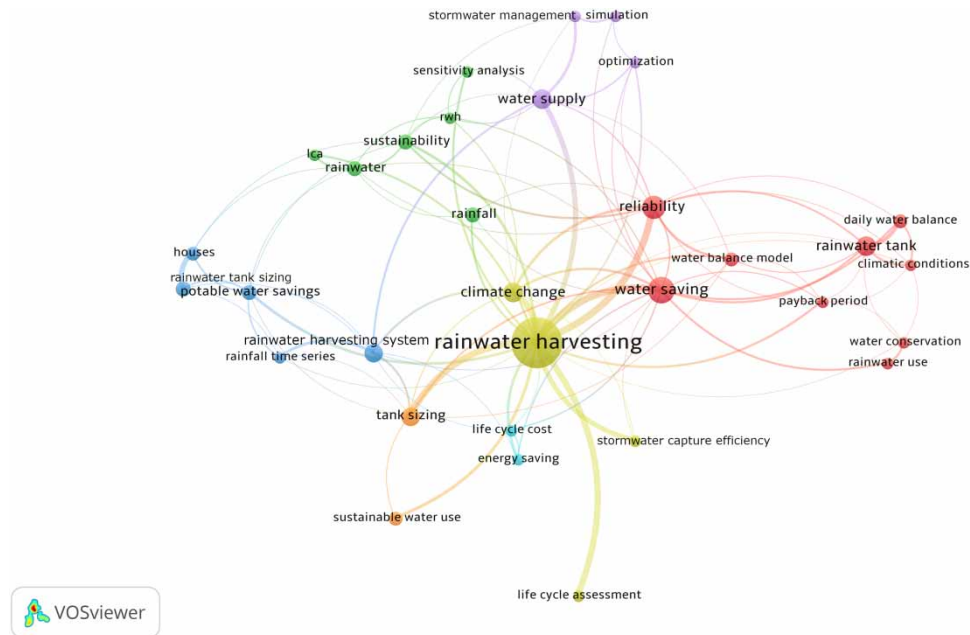 stormwater management
simulation
optimization
sensitivity analysis
water supply
rwh
sustainability
lca
rainwater
rainfall
reliability
daily water balance
rainwater tank
houses
water balance model
climatic conditions
rainwater tank sizing
potable water savings
climate change
water saving
payback period
rainwater harvesting system
rainwater harvesting
water conservation
rainfall time series
rainwater use
tank sizing
life cycle cost
stormwater capture efficiency
energy saving
sustainable water use
life cycle assessment
VOSviewer